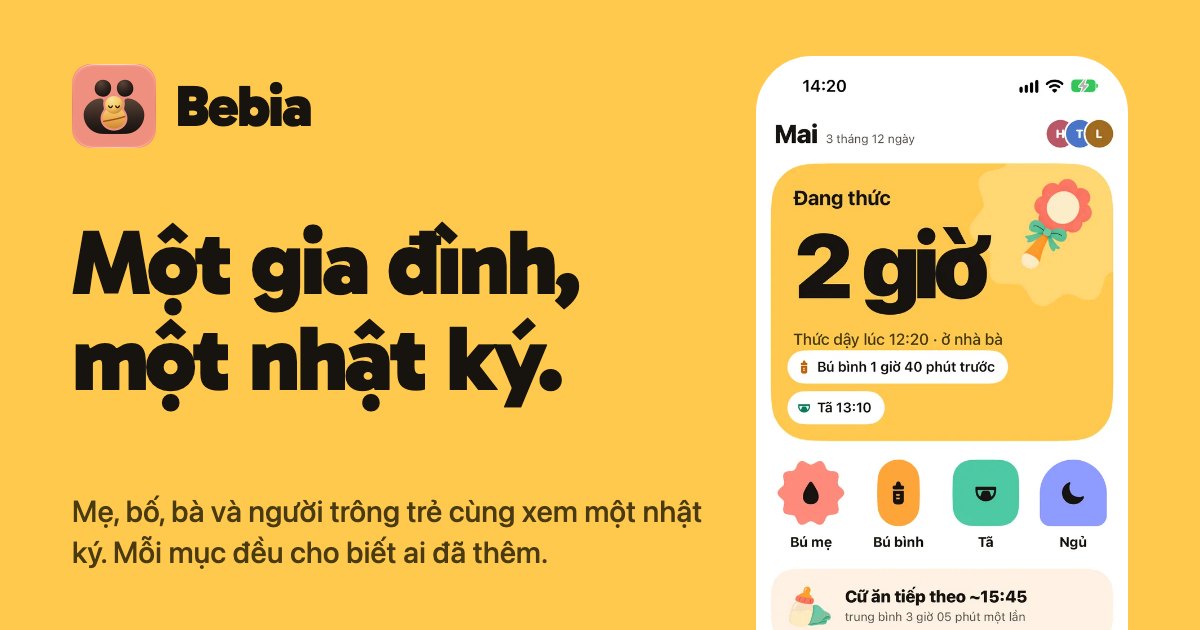 Bebia
Một gia đình,
một nhật ký.
Mẹ, bố, bà và người trông trẻ cùng xem một nhật
ký. Mỗi mục đều cho biết ai đã thêm.
14:20
Mai 3 tháng 12 ngày
H T L
Đang thức
2 giờ
Thức dậy lúc 12:20 · ở nhà bà
Bú bình 1 giờ 40 phút trước
Tã 13:10
Bú mẹ Bú bình Tã Ngủ
Cữ ăn tiếp theo ~15:45
trung bình 3 giờ 05 phút một lần